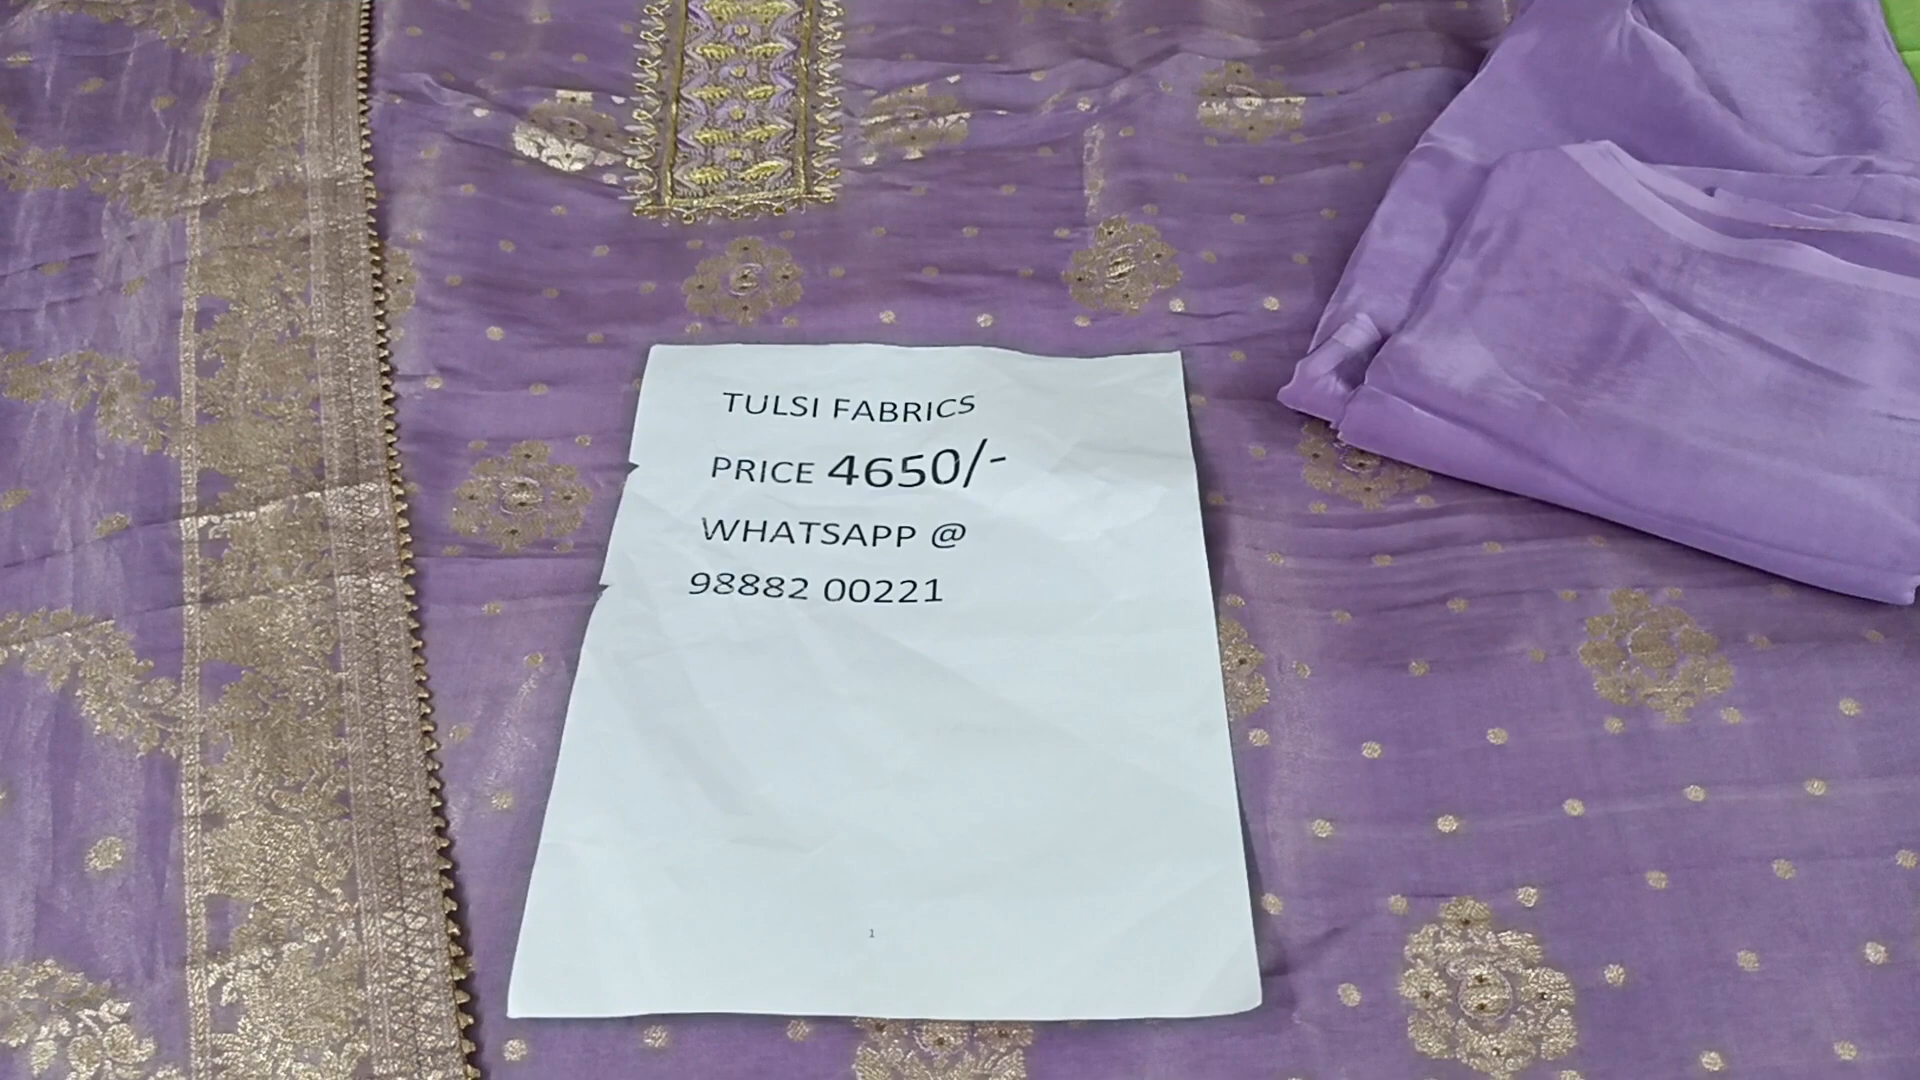 TULSI FABRICS
PRICE 4650/-
WHATSAPP @
98882 00221
1